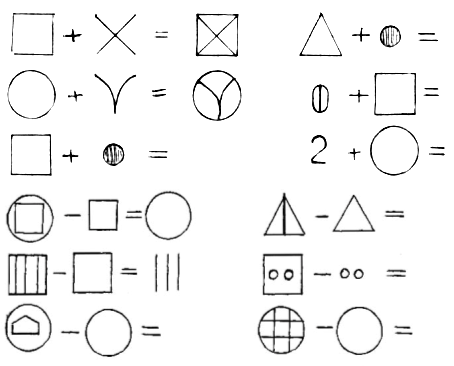 + = + =
+ = + =
+ = 2 + =
− = − =
− = − =
− = − =